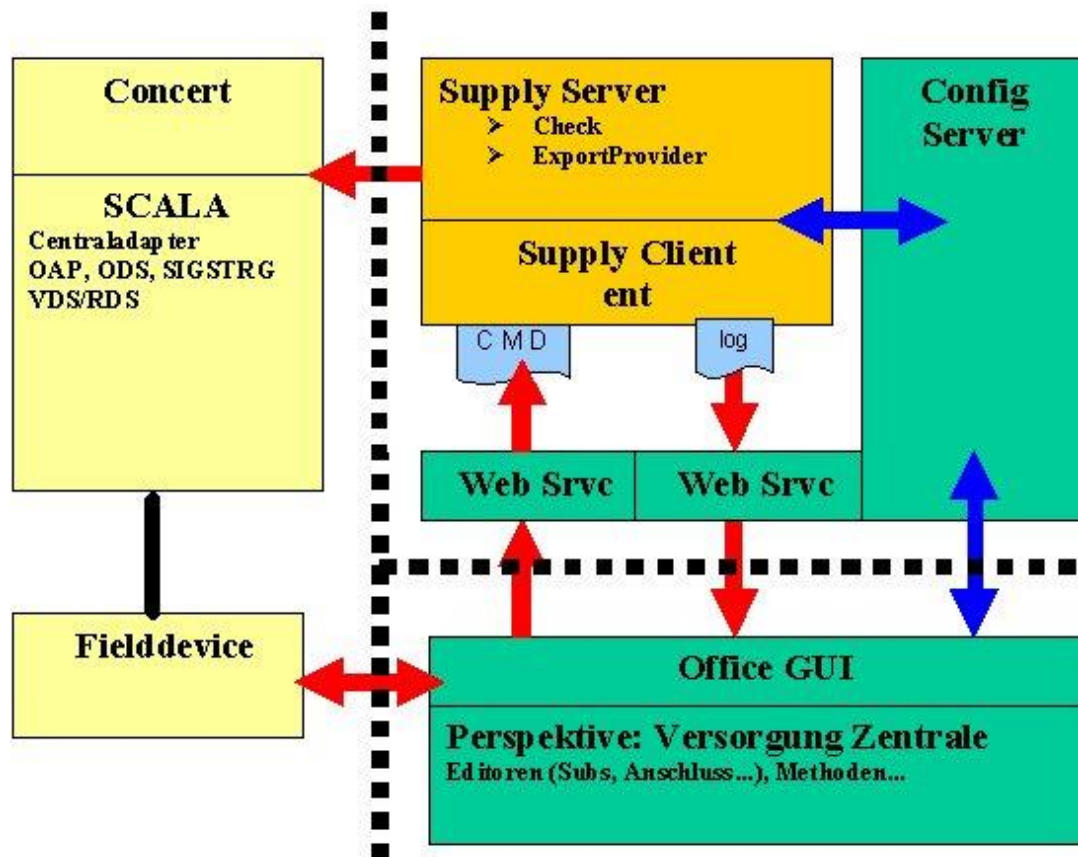 Concert
SCALA
Centraladapter
OAP, ODS, SIGSTRG
VDS/RDS
Supply Server
➤ Check
➤ ExportProvider
Supply Client
ent
Config
Server
C M D
log
Web Srvc
Web Srvc
Fielddevice
Office GUI
Perspektive: Versorgung Zentrale
Editoren (Subs, Anschluss...), Methoden...